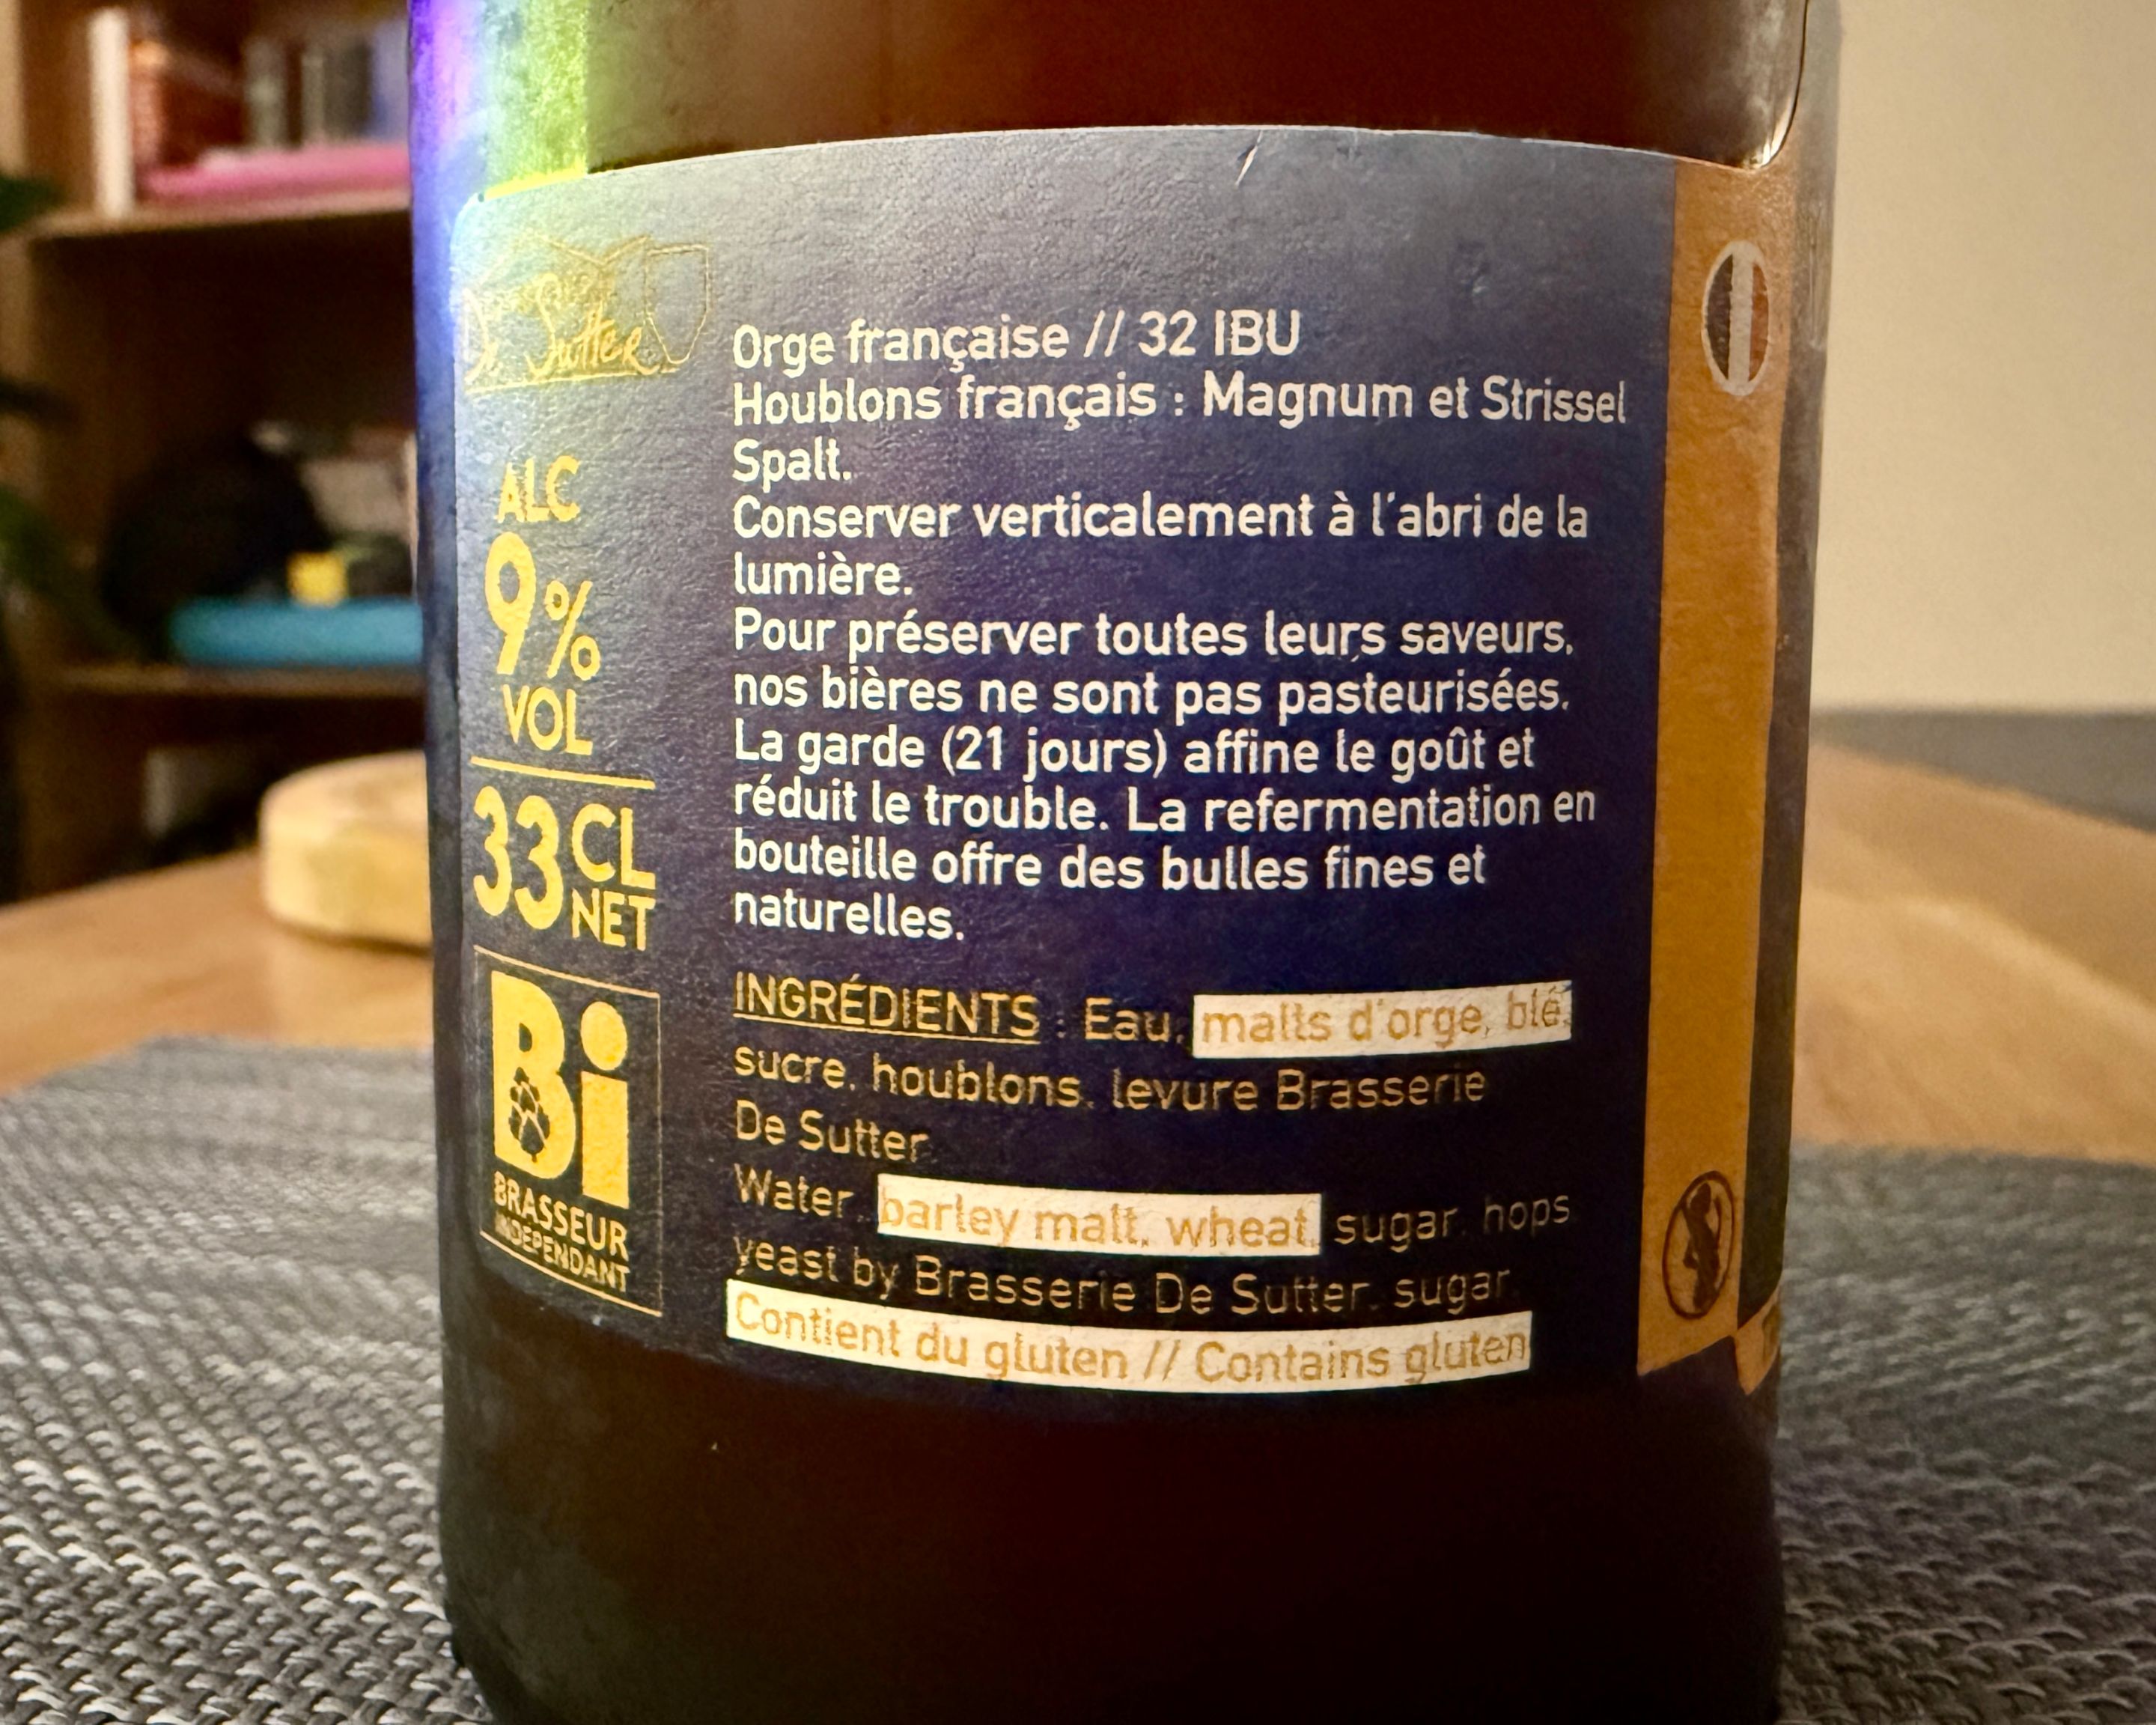 De Sutter
ALC
9%
VOL
33 CL
NET
Bi
BRASSEUR
INDÉPENDANT
Orge française // 32 IBU
Houblons français : Magnum et Strissel
Spalt.
Conserver verticalement à l'abri de la
lumière.
Pour préserver toutes leurs saveurs,
nos bières ne sont pas pasteurisées.
La garde (21 jours) affine le goût et
réduit le trouble. La refermentation en
bouteille offre des bulles fines et
naturelles.
INGRÉDIENTS : Eau, malts d'orge, blé,
sucre, houblons, levure Brasserie
De Sutter.
Water, barley malt, wheat, sugar, hops
yeast by Brasserie De Sutter, sugar.
Contient du gluten // Contains gluten